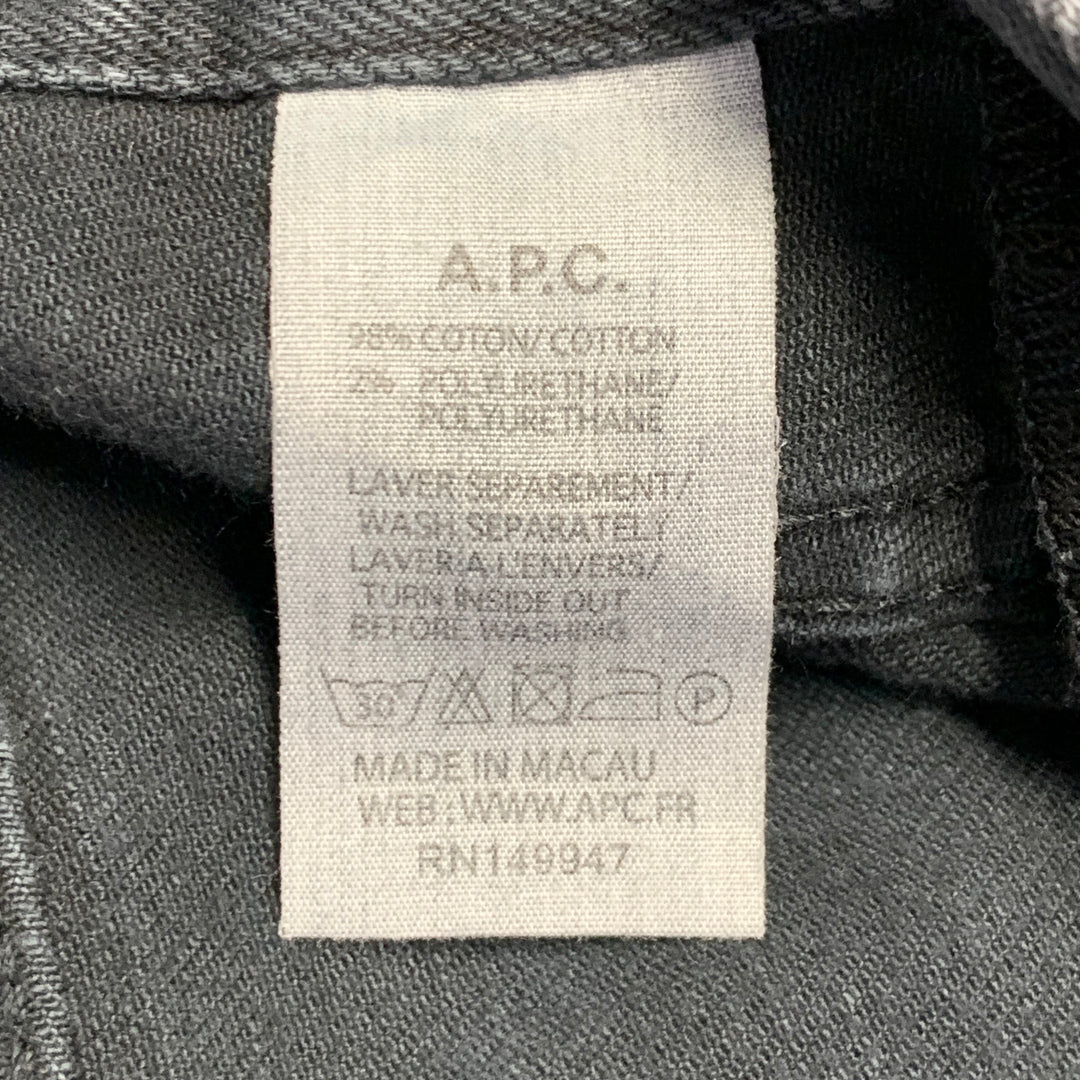 A.P.C.
98% COTON/COTTON
2% POLYURETHANE/
POLYURETHANE
LAVER SEPAREMENT/
WASH SEPARATELY
LAVER A L'ENVERS/
TURN INSIDE OUT
BEFORE WASHING
30 P
MADE IN MACAU
WEB : WWW.APC.FR
RN149947